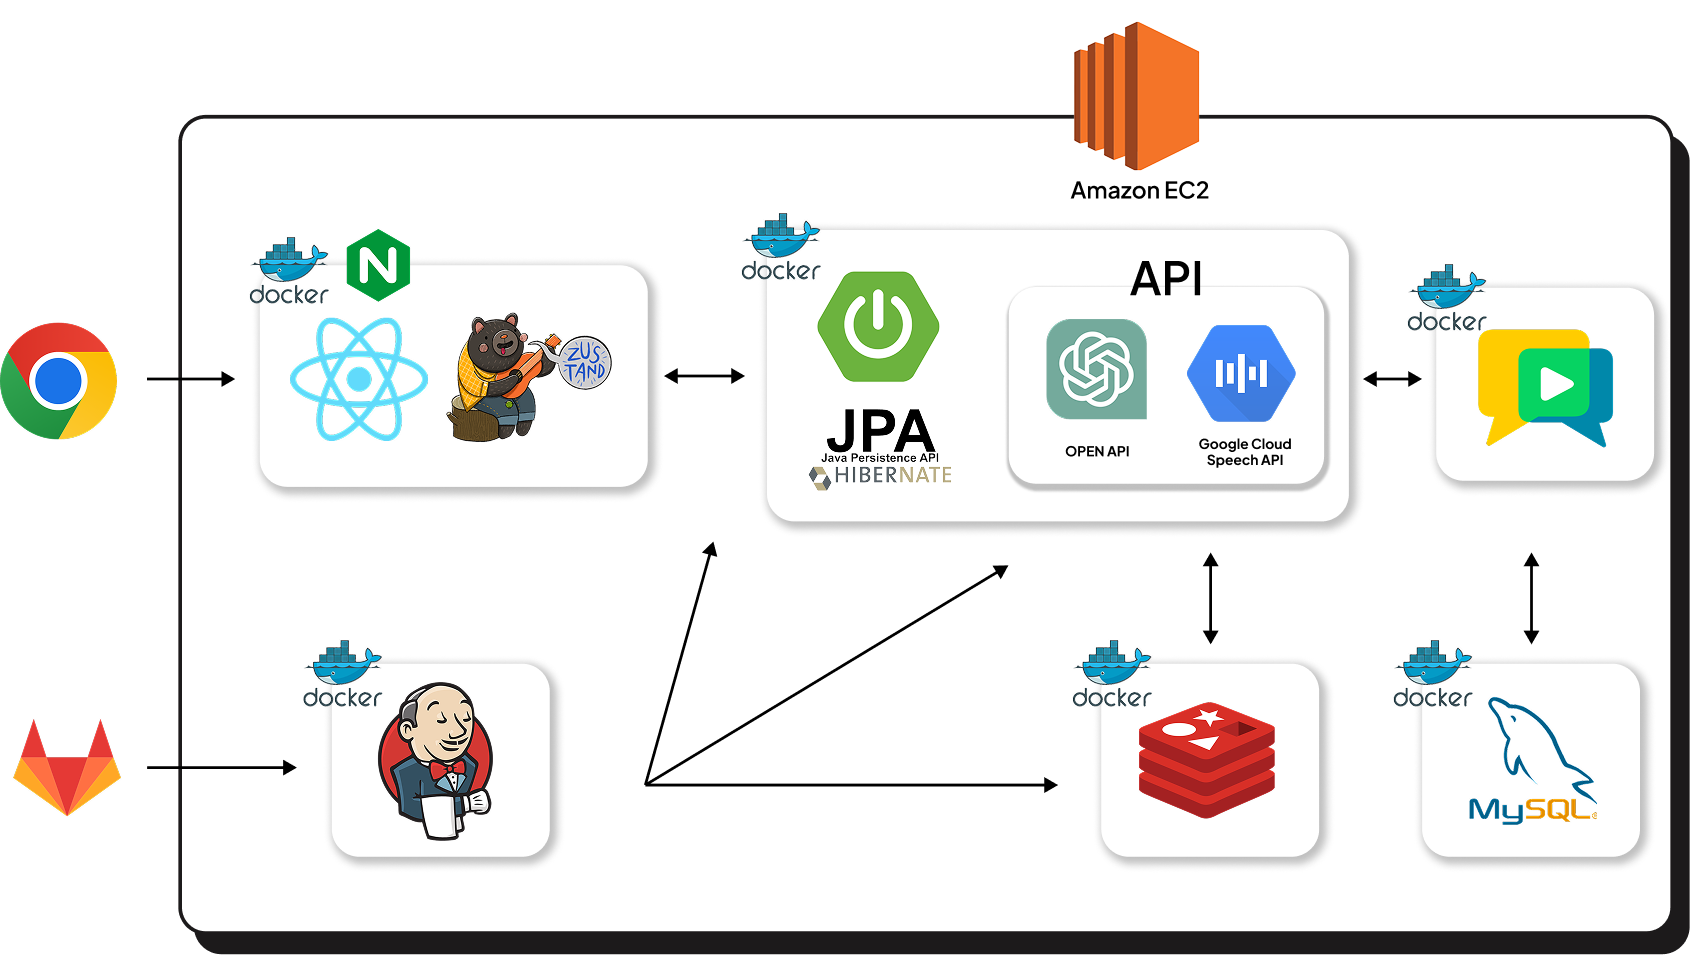 Amazon EC2
docker
N
ZUS
TAND
docker
API
JPA
Java Persistence API
HIBERNATE
OPEN API
Google Cloud
Speech API
docker
docker
docker
docker
MySQL